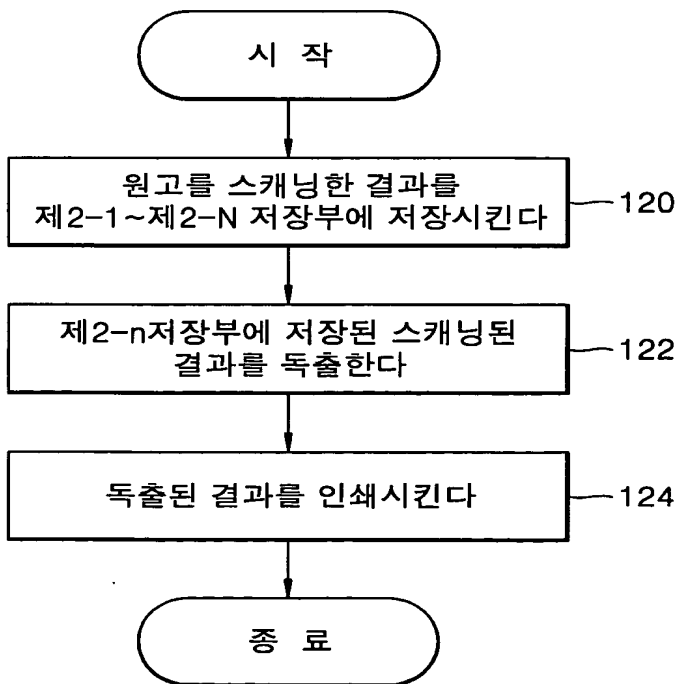 시 작
원고를 스캐닝한 결과를
제2-1~제2-N 저장부에 저장시킨다
120
제2-n저장부에 저장된 스캐닝된
결과를 독출한다
122
독출된 결과를 인쇄시킨다
124
종 료